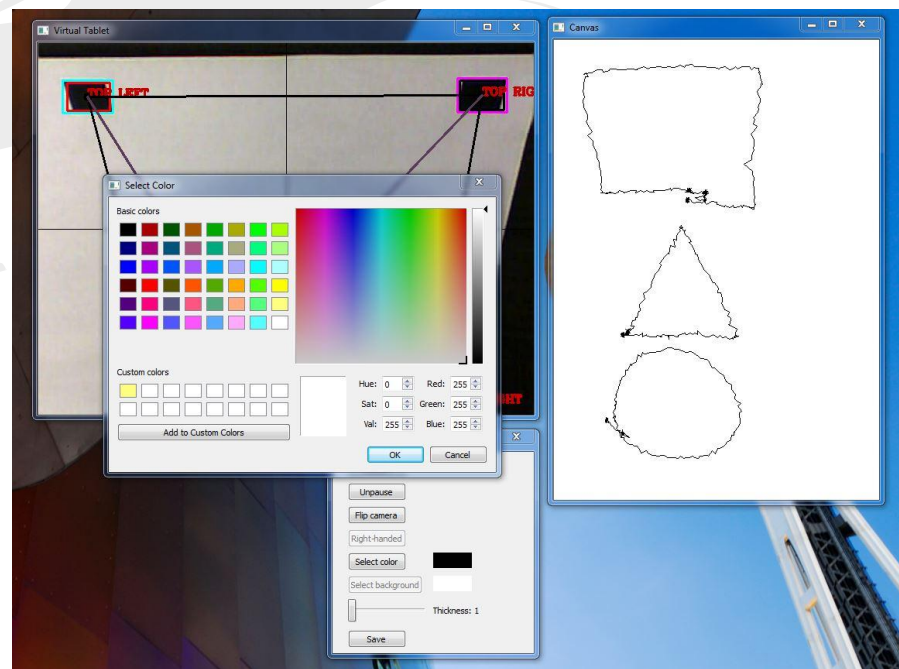 Virtual Tablet
TOP LEFT
TOP RIG
Canvas
Select Color
Basic colors
Custom colors
Hue: 0
Red: 255
Sat: 0
Green: 255
Val: 255
Blue: 255
Add to Custom Colors
OK
Cancel
HT
Unpause
Flip camera
Right-handed
Select color
Select background
Thickness: 1
Save